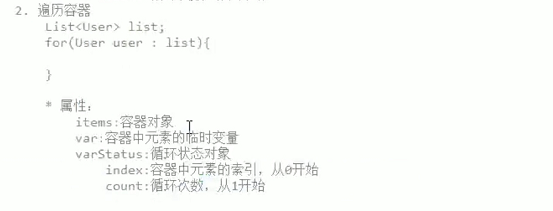 2. 遍历容器
List<User> list;
for(User user : list){
}
* 属性:
items:容器对象
var:容器中元素的临时变量
varStatus:循环状态对象
index:容器中元素的索引，从0开始
count:循环次数，从1开始